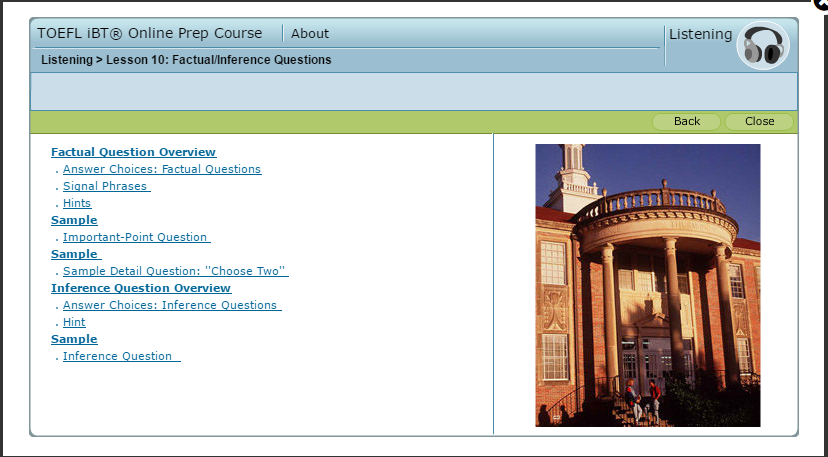 TOEFL iBT® Online Prep Course
About
Listening
Listening > Lesson 10: Factual/Inference Questions
Back
Close
Factual Question Overview
. Answer Choices: Factual Questions
. Signal Phrases
. Hints
Sample
. Important-Point Question
Sample
. Sample Detail Question: "Choose Two"
Inference Question Overview
. Answer Choices: Inference Questions
. Hint
Sample
. Inference Question